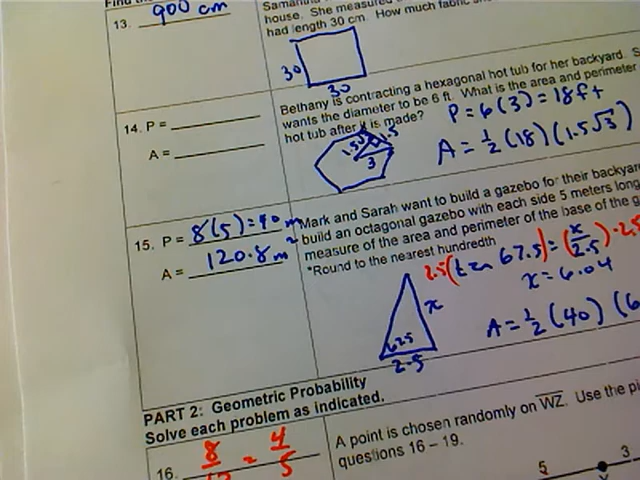 13. 900 cm
house. She measured
had length 30 cm. How much fabric
30
30
Bethany is contracting a hexagonal hot tub for her backyard. S
wants the diameter to be 6 ft. What is the area and perimeter
hot tub after it is made?
P = 6(3) = 18ft
14. P =
A =
1.5
3
A = 1/2 (18) (1.5√3)
Mark and Sarah want to build a gazebo for their backyard
build an octagonal gazebo with each side 5 meters long
measure of the area and perimeter of the base of the g
*Round to the nearest hundredth
15. P = 8(5) = 40 m
A = 120.8 m²
2.5(tan 67.5) = (x/2.5) · 2.5
x = 6.04
x
67.5
2.5
A = 1/2 (40) (6
PART 2: Geometric Probability
Solve each problem as indicated.
A point is chosen randomly on WZ. Use the pi
questions 16 – 19.
16. 8/10 = 4/5
5
3